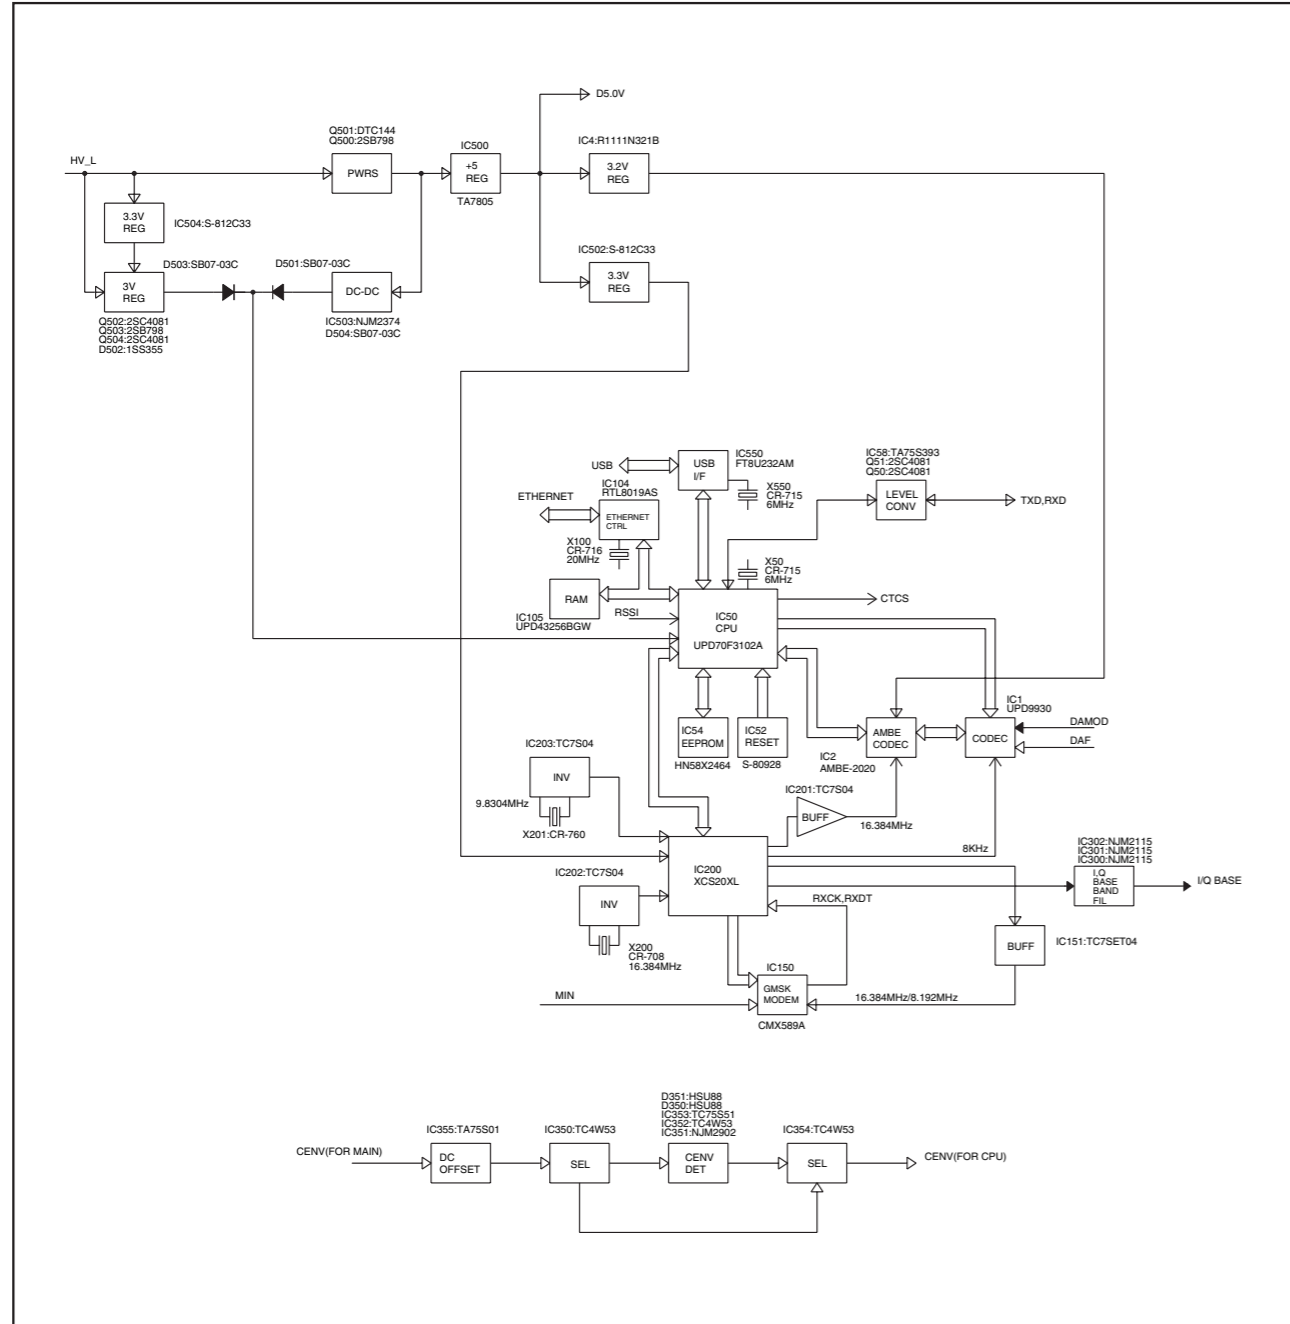 D5.0V
Q501:DTC144
Q500:2SB798
IC500
IC4:R1111N321B
HV_L
PWRS
+5
REG
3.2V
REG
TA7805
3.3V
REG
IC504:S-812C33
IC502:S-812C33
3.3V
REG
D503:SB07-03C
D501:SB07-03C
3V
REG
DC-DC
Q502:2SC4081
Q503:2SB798
Q504:2SC4081
D502:1SS355
IC503:NJM2374
D504:SB07-03C
USB
USB
I/F
IC550
FT8U232AM
IC58:TA75S393
Q51:2SC4081
Q50:2SC4081
X550
CR-715
6MHz
LEVEL
CONV
TXD,RXD
IC104
RTL8019AS
ETHERNET
ETHERNET
CTRL
X100
CR-716
20MHz
X50
CR-715
6MHz
RAM
IC105
UPD43256BGW
RSSI
IC50
CPU
UPD70F3102A
CTCS
IC54
EEPROM
HN58X2464
IC52
RESET
S-80928
IC2
AMBE-2020
AMBE
CODEC
IC1
UPD9930
CODEC
DAMOD
DAF
IC203:TC7S04
INV
9.8304MHz
X201:CR-760
IC201:TC7S04
BUFF
16.384MHz
8KHz
IC200
XCS20XL
IC202:TC7S04
INV
X200
CR-708
16.384MHz
RXCK,RXDT
IC302:NJM2115
IC301:NJM2115
IC300:NJM2115
I,Q
BASE
BAND
FIL
I/Q BASE
BUFF
IC151:TC7SET04
IC150
GMSK
MODEM
CMX589A
MIN
16.384MHz/8.192MHz
D351:HSU88
D350:HSU88
IC353:TC75S51
IC352:TC4W53
IC351:NJM2902
IC355:TA75S01
IC350:TC4W53
IC354:TC4W53
CENV(FOR MAIN)
DC
OFFSET
SEL
CENV
DET
SEL
CENV(FOR CPU)